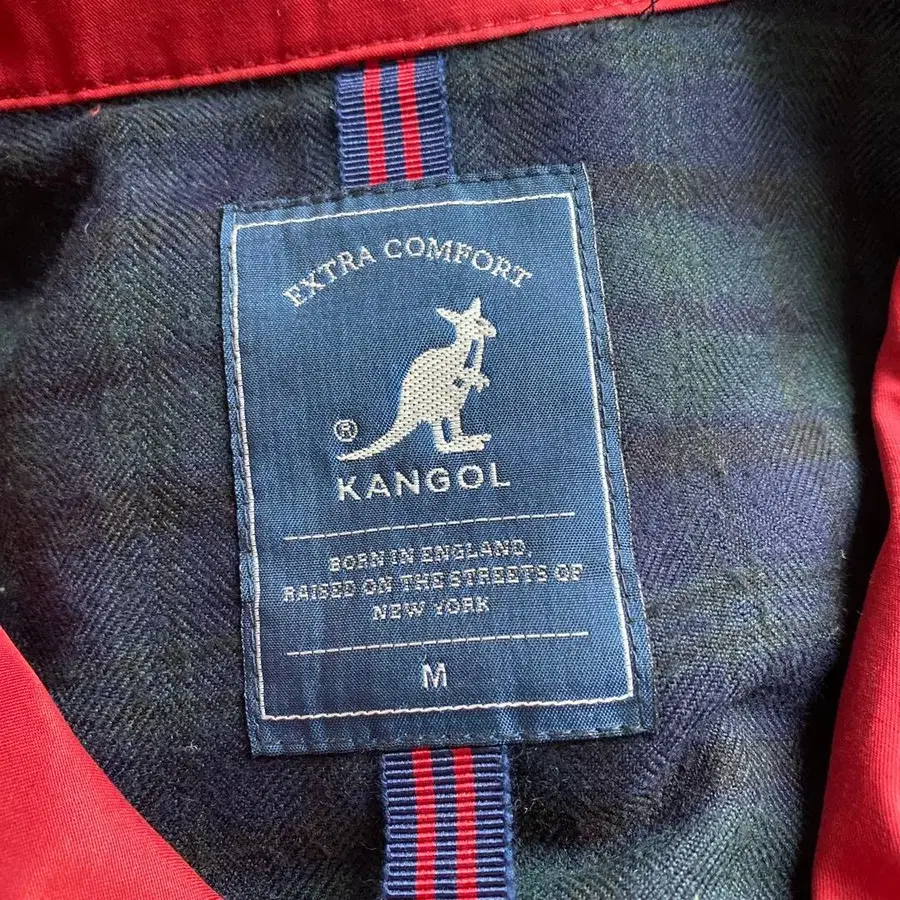 EXTRA COMFORT
®
KANGOL
BORN IN ENGLAND,
RAISED ON THE STREETS OF
NEW YORK
M